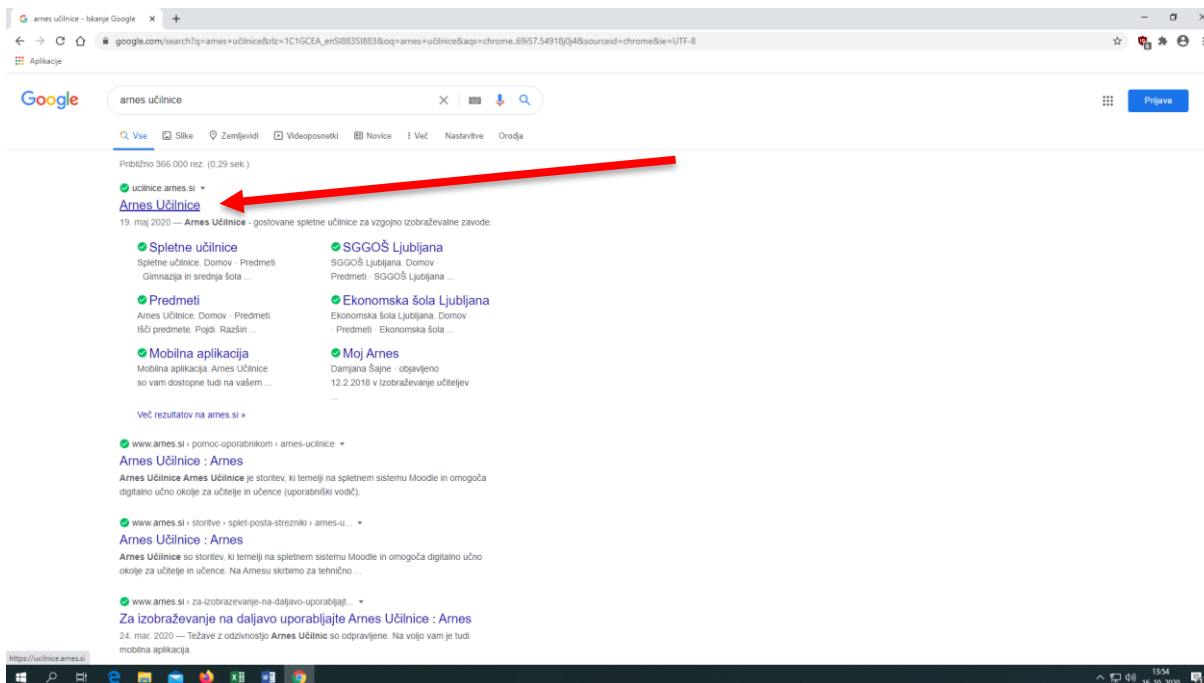 arnes učilnice - Iskanje Google
google.com/search?q=arnes+učilnice&rlz=1C1GCEA_enSI883SI883&oq=arnes+učilnice&aqs=chrome..69i57.54918j0j4&sourceid=chrome&ie=UTF-8
Aplikacije
Google
arnes učilnice
Prijava
Vse Slike Zemljevidi Videoposnetki Novice Več Nastavitve Orodja
Približno 366.000 rez. (0,29 sek.)
ucilnice.arnes.si
Arnes Učilnice
19. maj 2020 — Arnes Učilnice - gostovane spletne učilnice za vzgojno izobraževalne zavode.
Spletne učilnice
Spletne učilnice. Domov · Predmeti
· Gimnazija in srednja šola ...
SGGOŠ Ljubljana
SGGOŠ Ljubljana. Domov ·
Predmeti · SGGOŠ Ljubljana ...
Predmeti
Arnes Učilnice. Domov · Predmeti.
Išči predmete. Pojdi. Razširi ...
Ekonomska šola Ljubljana
Ekonomska šola Ljubljana. Domov
· Predmeti · Ekonomska šola ...
Mobilna aplikacija
Mobilna aplikacija. Arnes Učilnice
so vam dostopne tudi na vašem ...
Moj Arnes
Damjana Šajne · objavljeno
12.2.2018 v Izobraževanje učiteljev
...
Več rezultatov na arnes.si »
www.arnes.si › pomoc-uporabnikom › arnes-ucilnice
Arnes Učilnice : Arnes
Arnes Učilnice Arnes Učilnice je storitev, ki temelji na spletnem sistemu Moodle in omogoča
digitalno učno okolje za učitelje in učence (uporabniški vodič).
www.arnes.si › storitve › splet-posta-strezniki › arnes-u...
Arnes Učilnice : Arnes
Arnes Učilnice so storitev, ki temelji na spletnem sistemu Moodle in omogoča digitalno učno
okolje za učitelje in učence. Na Arnesu skrbimo za tehnično ...
www.arnes.si › za-izobrazevanje-na-daljavo-uporabljajt...
Za izobraževanje na daljavo uporabljajte Arnes Učilnice : Arnes
24. mar. 2020 — Težave z odzivnostjo Arnes Učilnic so odpravljene. Na voljo vam je tudi
mobilna aplikacija.
https://ucilnice.arnes.si
13:54
16. 10. 2020